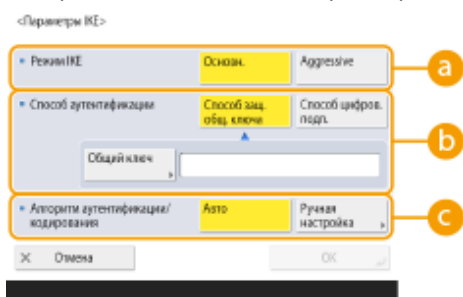 <Параметры IKE>
Режим IKE
Основн.
Aggressive
a
Способ аутентификации
Способ защ.
общ. ключа
Способ цифров.
подп.
b
Общий ключ
Алгоритм аутентификации/
кодирования
Авто
Ручная
настройка
c
X Отмена
OK